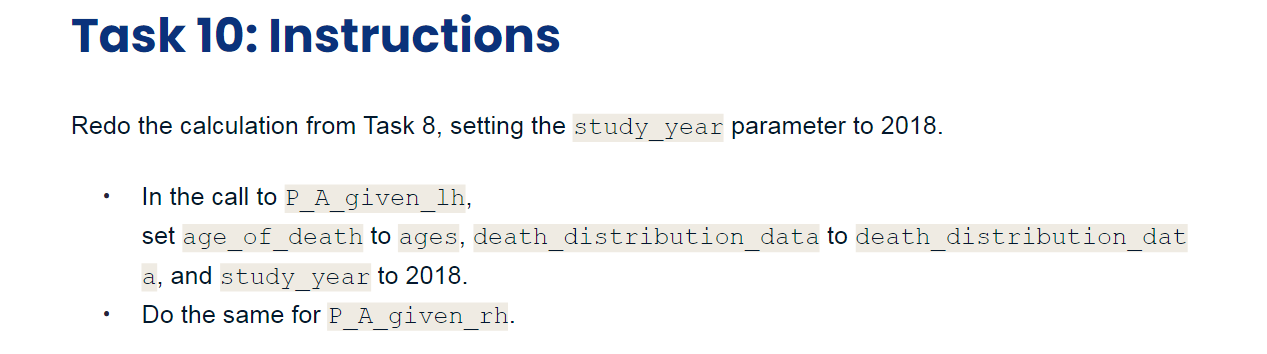 Task 10: Instructions
Redo the calculation from Task 8, setting the study_year parameter to 2018.
• In the call to P_A_given_lh,
set age_of_death to ages, death_distribution_data to death_distribution_dat
a, and study_year to 2018.
• Do the same for P_A_given_rh.